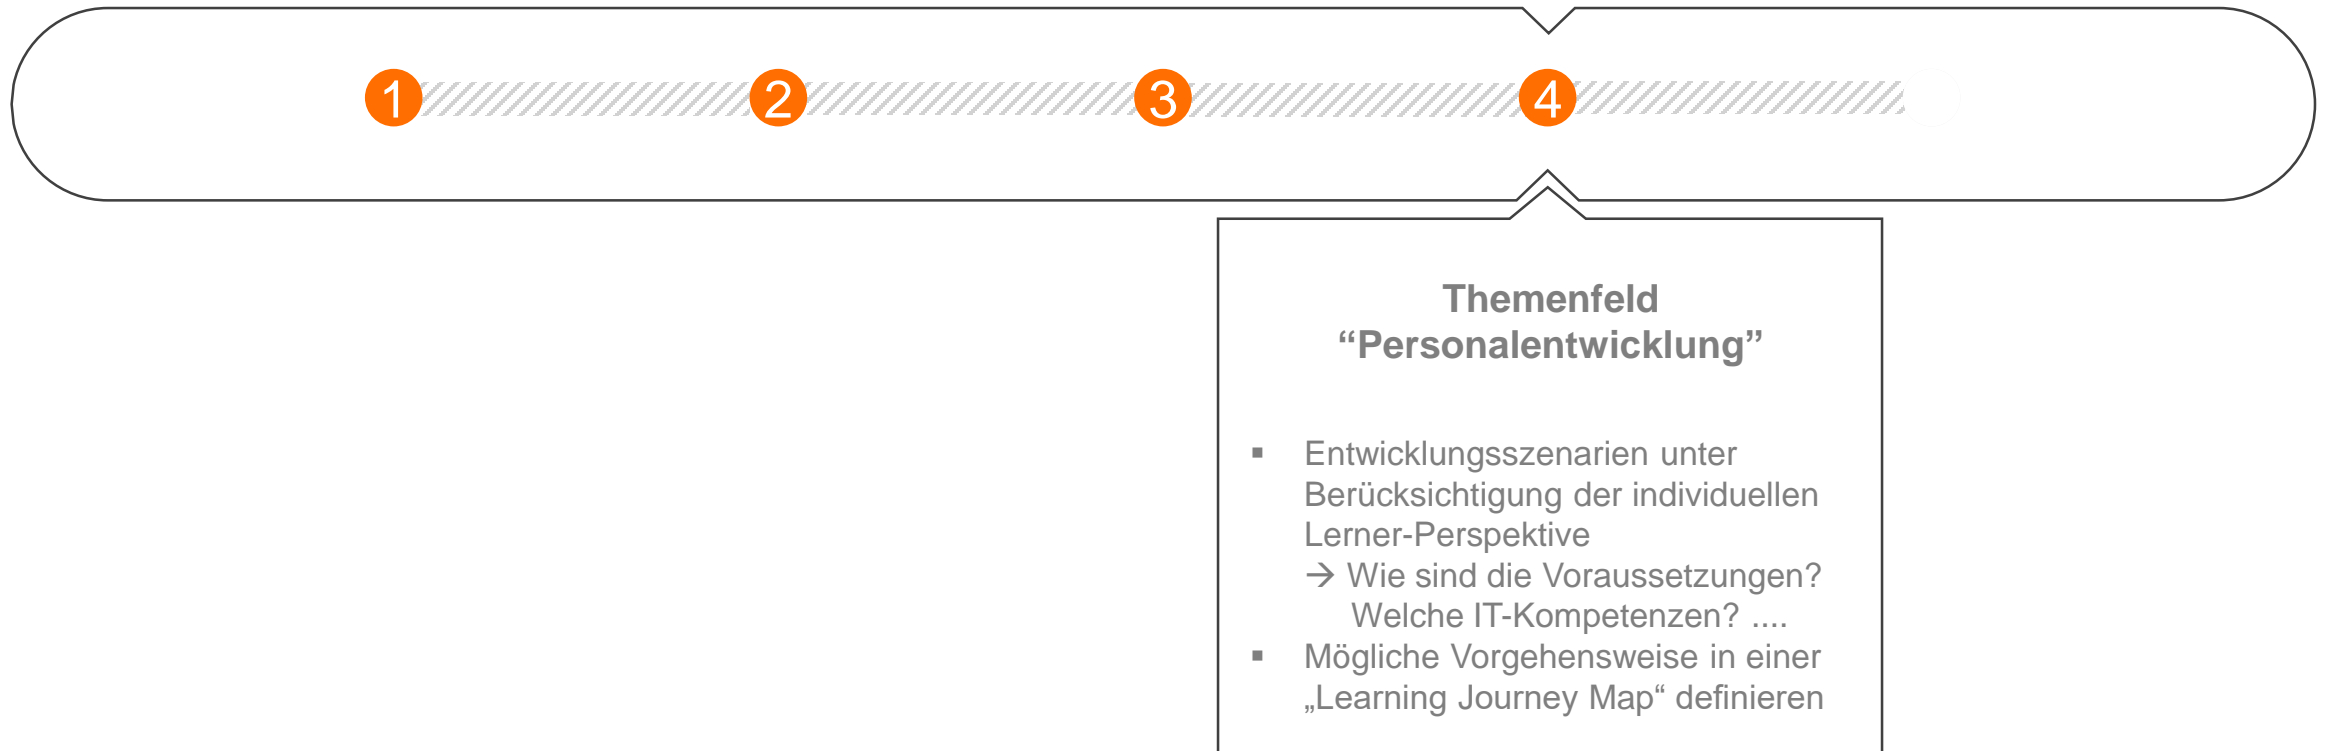 1 2 3 4
Themenfeld
“Personalentwicklung”
▪ Entwicklungsszenarien unter
Berücksichtigung der individuellen
Lerner-Perspektive
→ Wie sind die Voraussetzungen?
Welche IT-Kompetenzen? ....
▪ Mögliche Vorgehensweise in einer
„Learning Journey Map“ definieren